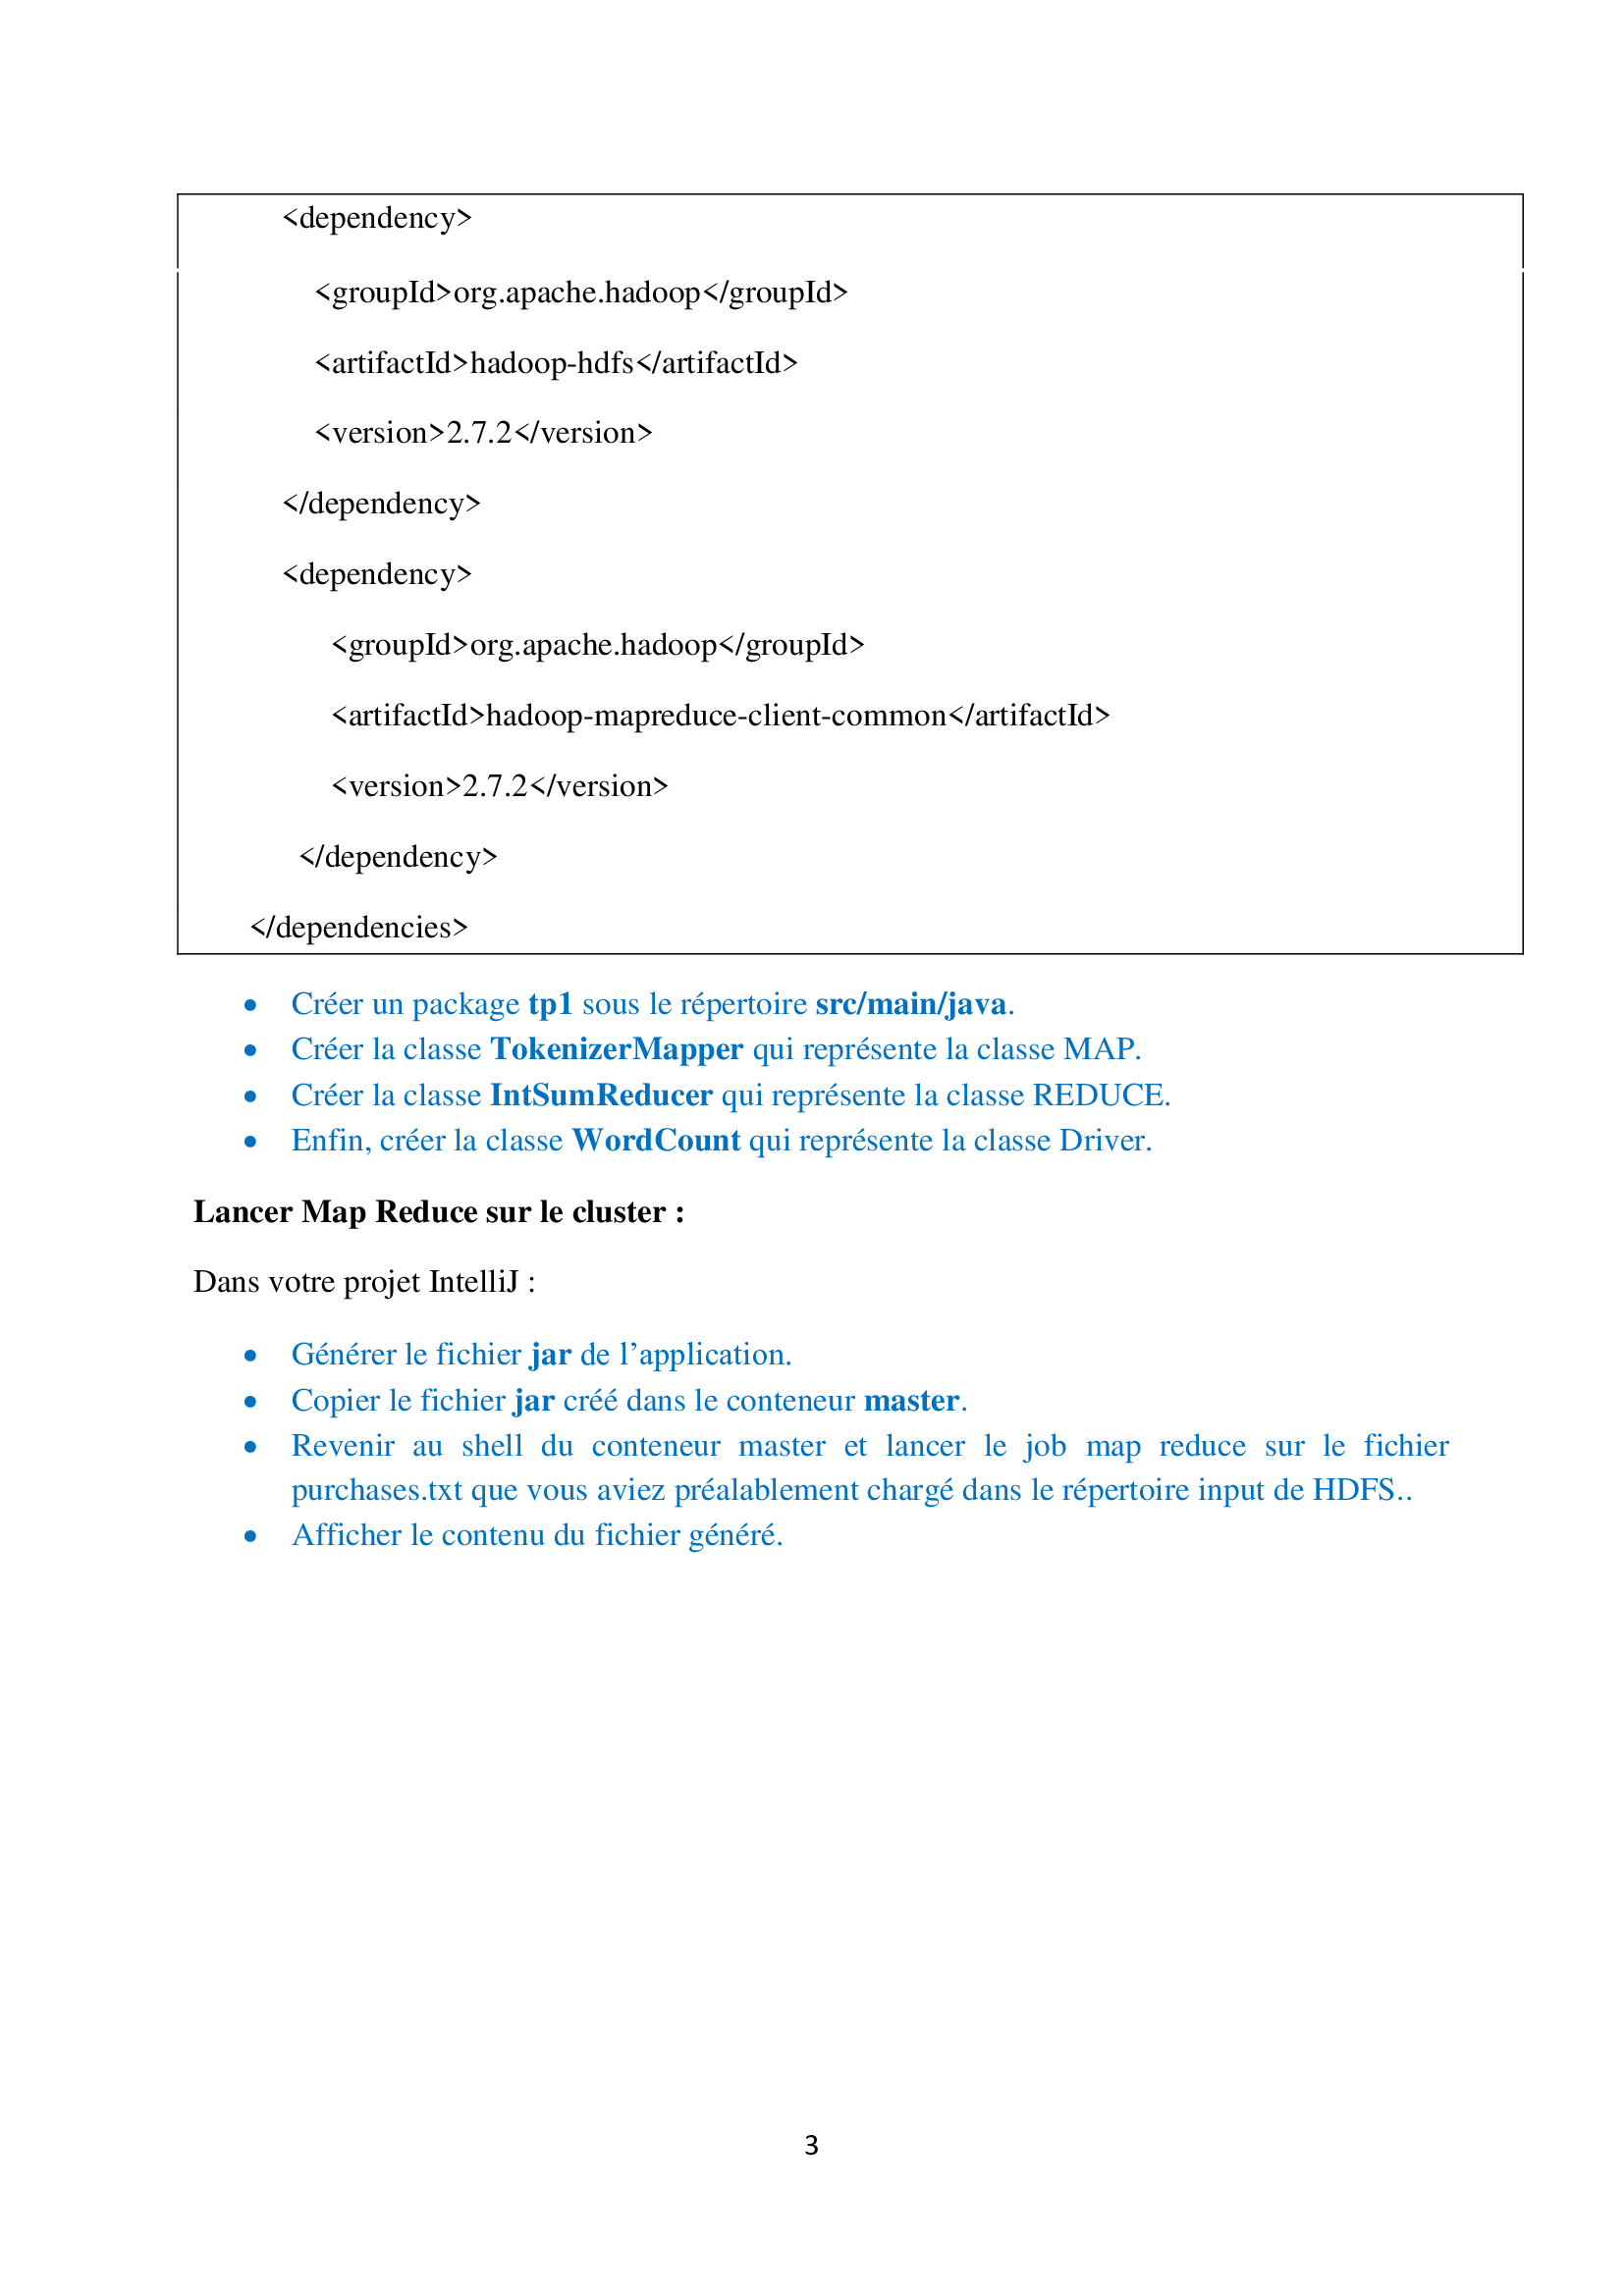 <dependency>
<groupId>org.apache.hadoop</groupId>
<artifactId>hadoop-hdfs</artifactId>
<version>2.7.2</version>
</dependency>
<dependency>
<groupId>org.apache.hadoop</groupId>
<artifactId>hadoop-mapreduce-client-common</artifactId>
<version>2.7.2</version>
</dependency>
</dependencies>
• Créer un package tp1 sous le répertoire src/main/java.
• Créer la classe TokenizerMapper qui représente la classe MAP.
• Créer la classe IntSumReducer qui représente la classe REDUCE.
• Enfin, créer la classe WordCount qui représente la classe Driver.
Lancer Map Reduce sur le cluster :
Dans votre projet IntelliJ :
• Générer le fichier jar de l’application.
• Copier le fichier jar créé dans le conteneur master.
• Revenir au shell du conteneur master et lancer le job map reduce sur le fichier
purchases.txt que vous aviez préalablement chargé dans le répertoire input de HDFS..
• Afficher le contenu du fichier généré.
3